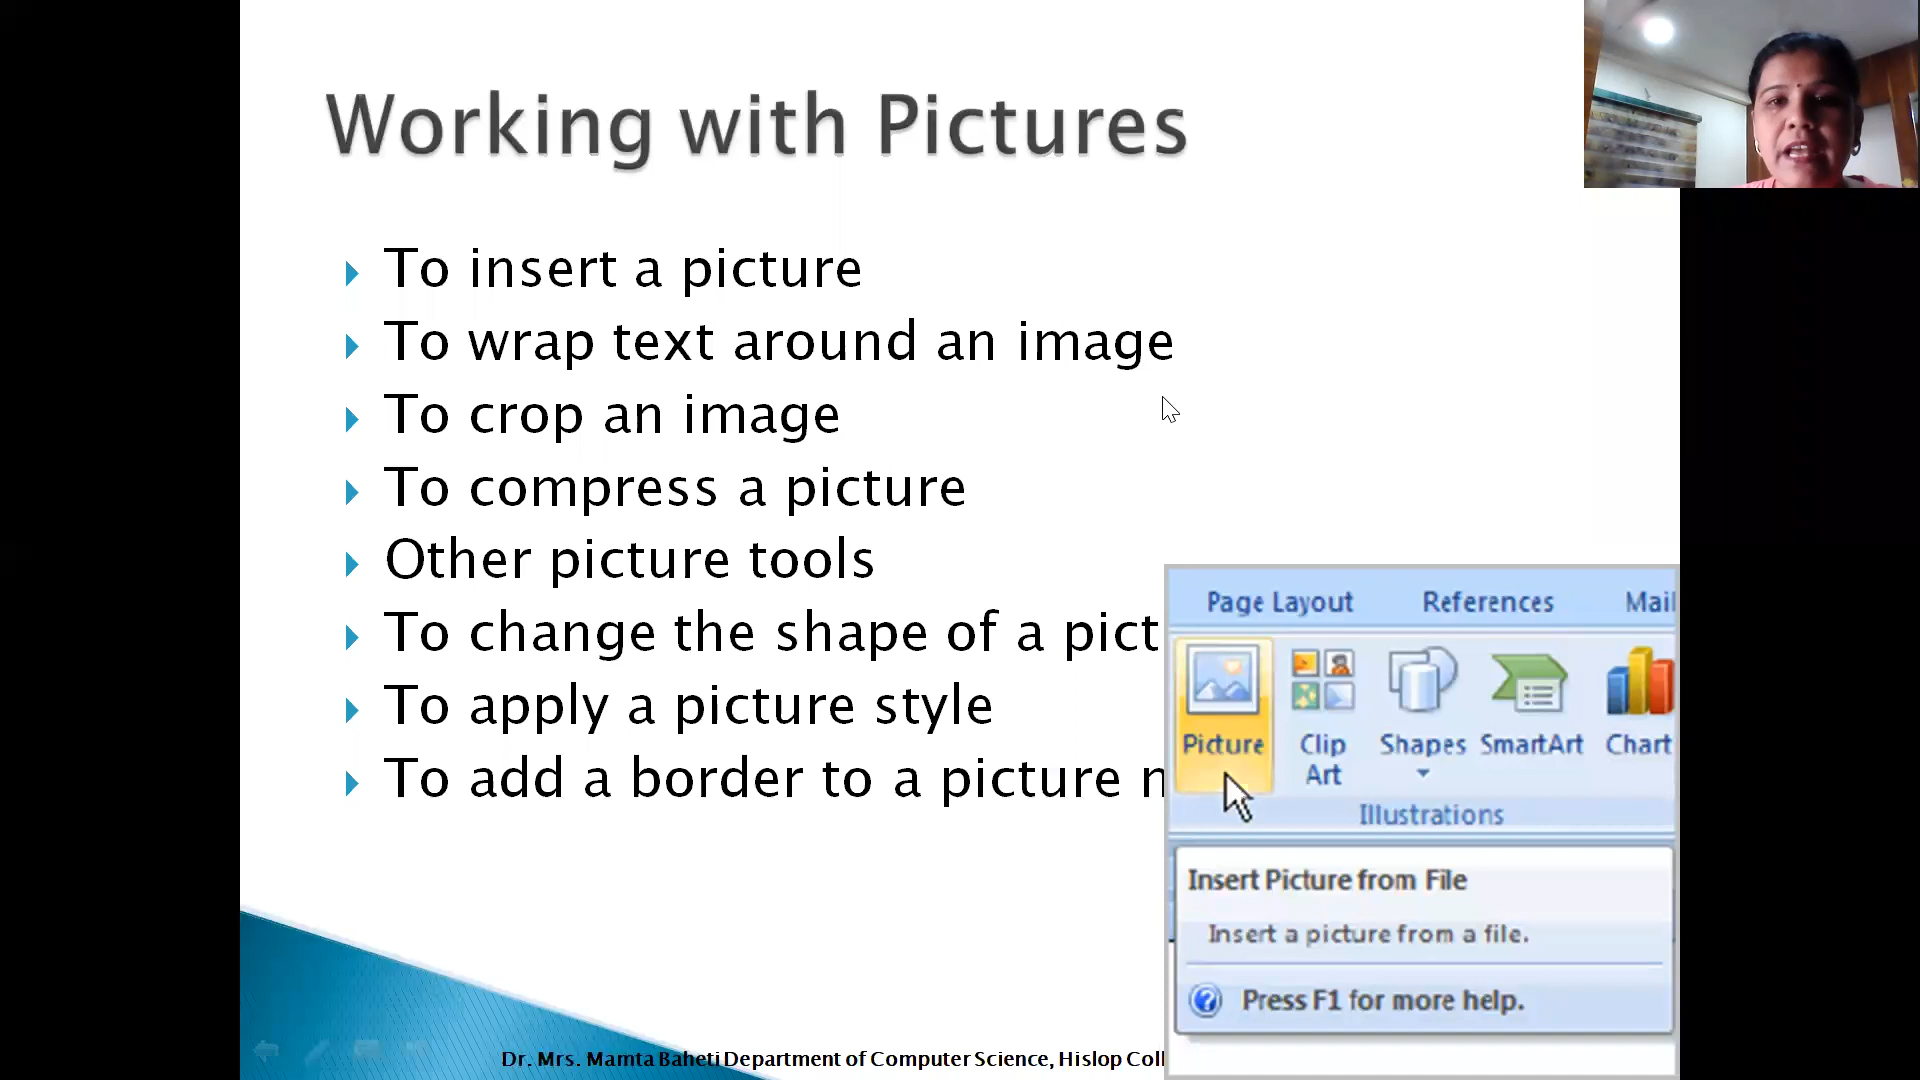 Working with Pictures
To insert a picture
To wrap text around an image
To crop an image
To compress a picture
Other picture tools
To change the shape of a pict
To apply a picture style
To add a border to a picture
Page Layout References Mail
Picture Clip Art Shapes SmartArt Chart
Illustrations
Insert Picture from File
Insert a picture from a file.
Press F1 for more help.
Dr. Mrs. Mamta Baheti Department of Computer Science, Hislop Coll